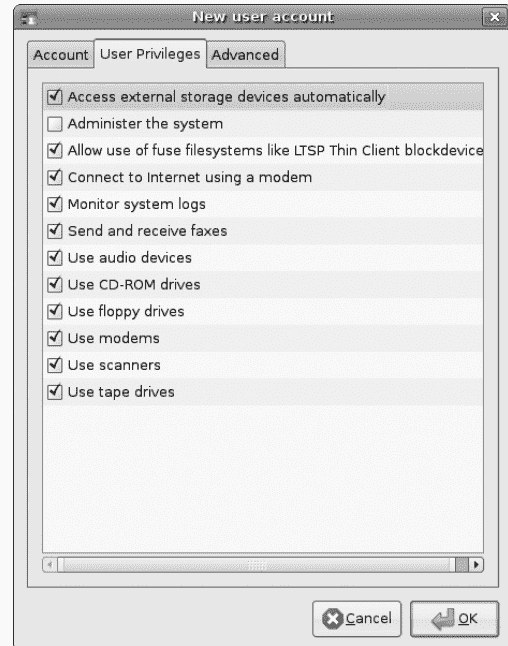 New user account
Account User Privileges Advanced
Access external storage devices automatically
Administer the system
Allow use of fuse filesystems like LTSP Thin Client blockdevice
Connect to Internet using a modem
Monitor system logs
Send and receive faxes
Use audio devices
Use CD-ROM drives
Use floppy drives
Use modems
Use scanners
Use tape drives
Cancel OK